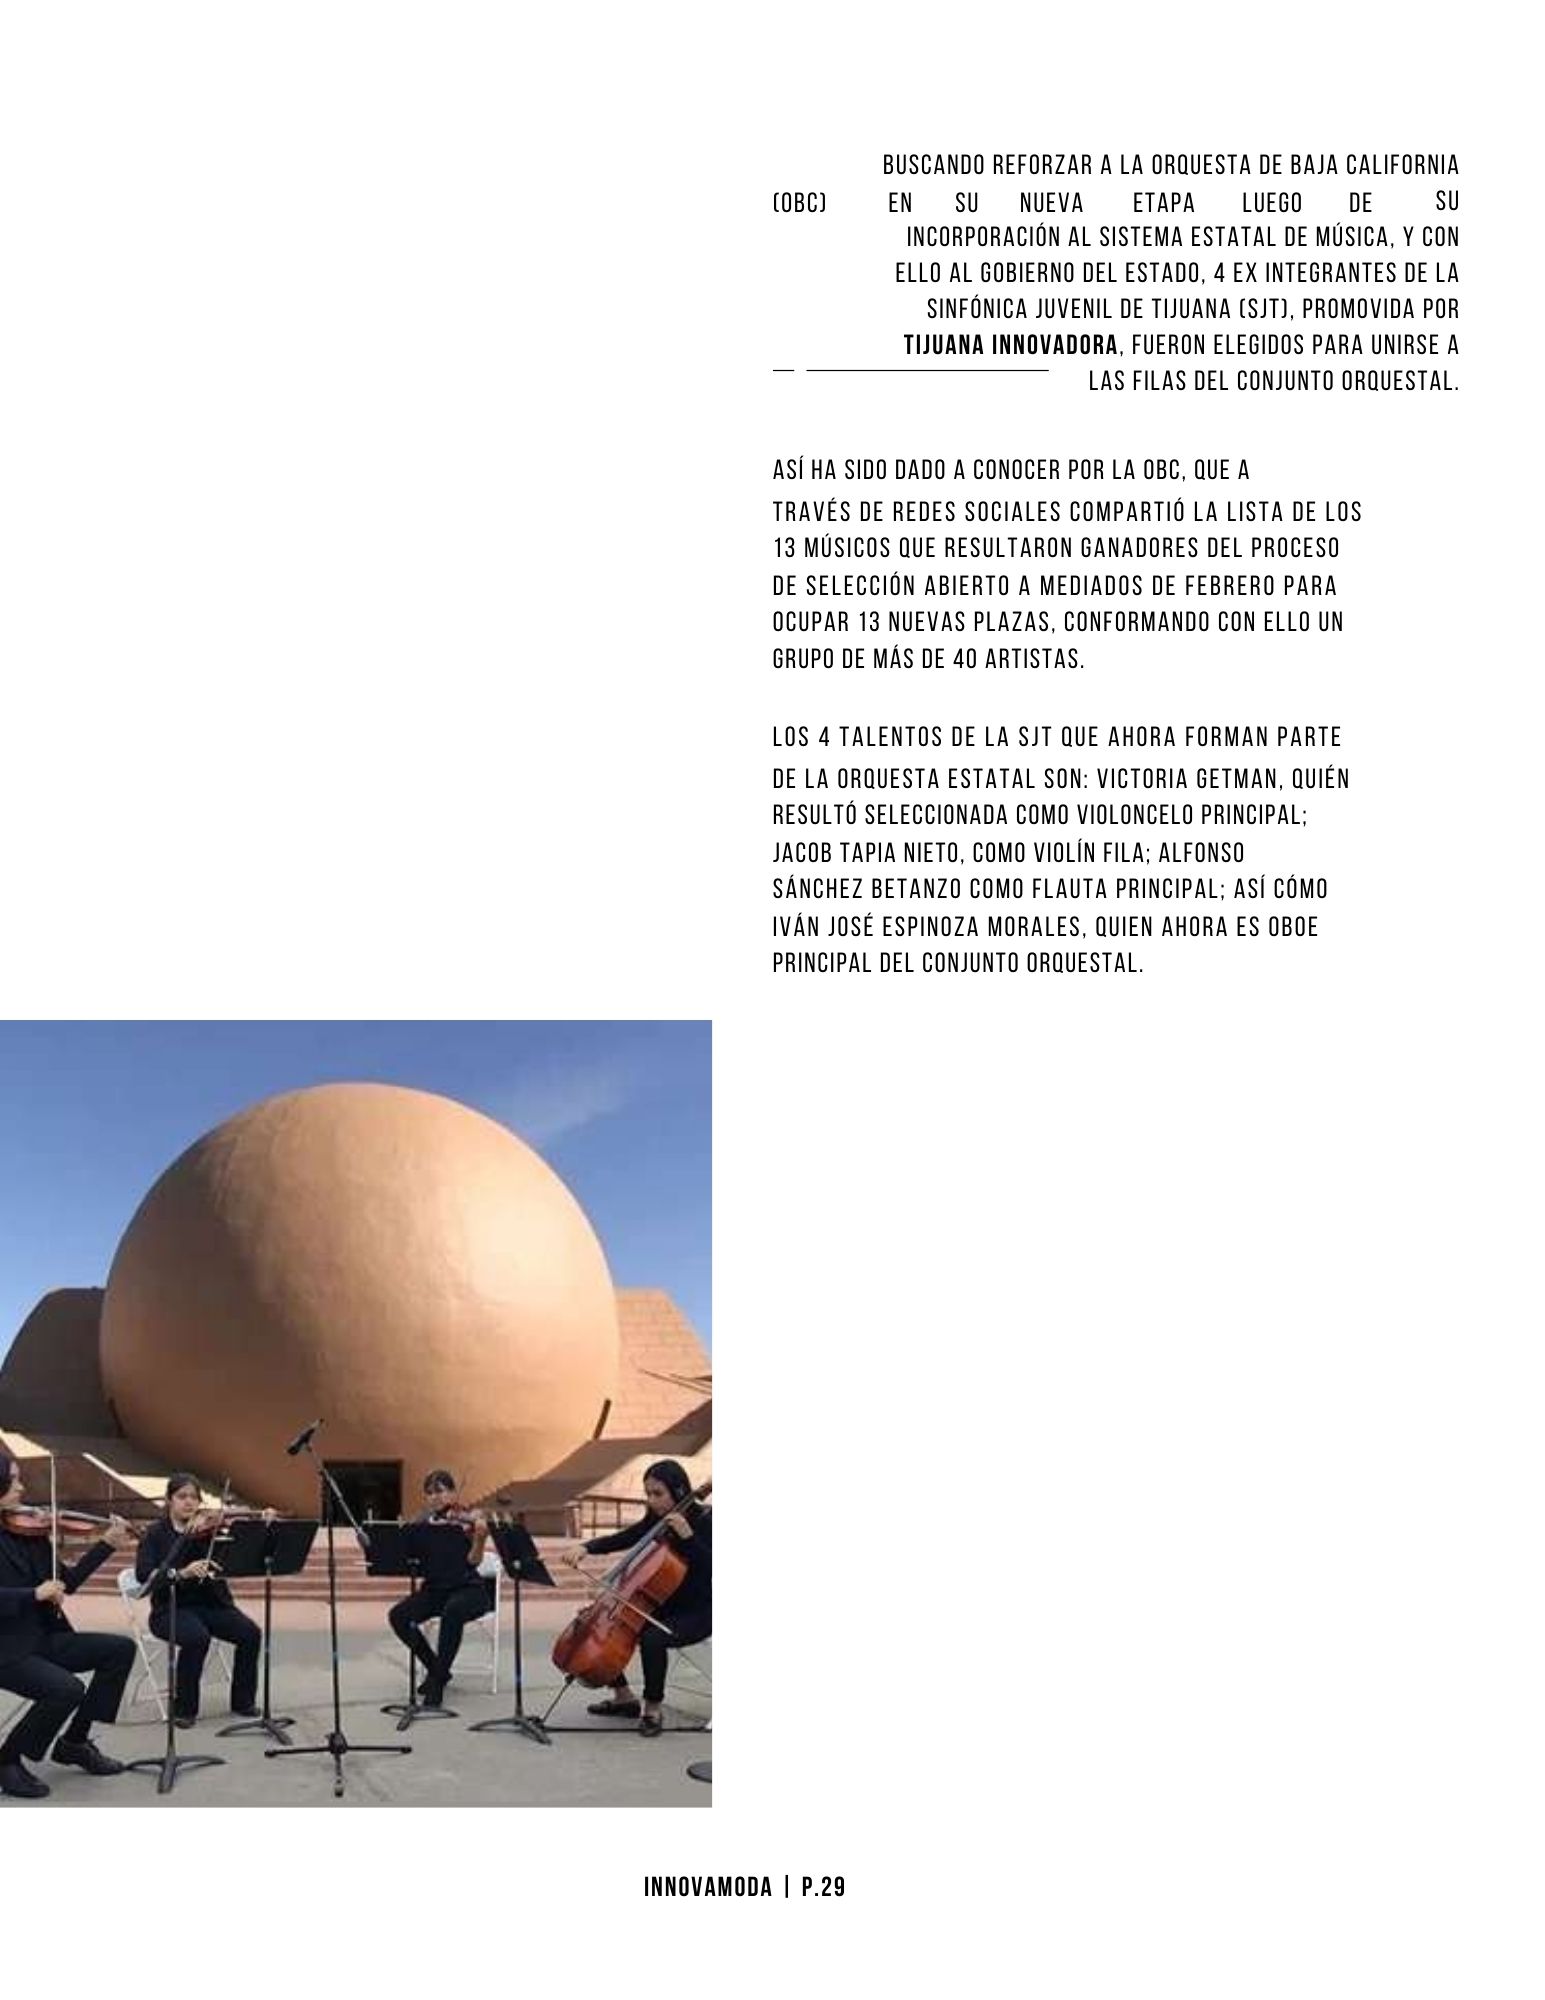 BUSCANDO REFORZAR A LA ORQUESTA DE BAJA CALIFORNIA
(OBC) EN SU NUEVA ETAPA LUEGO DE SU
INCORPORACIÓN AL SISTEMA ESTATAL DE MÚSICA, Y CON
ELLO AL GOBIERNO DEL ESTADO, 4 EX INTEGRANTES DE LA
SINFÓNICA JUVENIL DE TIJUANA (SJT), PROMOVIDA POR
TIJUANA INNOVADORA, FUERON ELEGIDOS PARA UNIRSE A
LAS FILAS DEL CONJUNTO ORQUESTAL.
ASÍ HA SIDO DADO A CONOCER POR LA OBC, QUE A
TRAVÉS DE REDES SOCIALES COMPARTIÓ LA LISTA DE LOS
13 MÚSICOS QUE RESULTARON GANADORES DEL PROCESO
DE SELECCIÓN ABIERTO A MEDIADOS DE FEBRERO PARA
OCUPAR 13 NUEVAS PLAZAS, CONFORMANDO CON ELLO UN
GRUPO DE MÁS DE 40 ARTISTAS.
LOS 4 TALENTOS DE LA SJT QUE AHORA FORMAN PARTE
DE LA ORQUESTA ESTATAL SON: VICTORIA GETMAN, QUIÉN
RESULTÓ SELECCIONADA COMO VIOLONCELO PRINCIPAL;
JACOB TAPIA NIETO, COMO VIOLÍN FILA; ALFONSO
SÁNCHEZ BETANZO COMO FLAUTA PRINCIPAL; ASÍ CÓMO
IVÁN JOSÉ ESPINOZA MORALES, QUIEN AHORA ES OBOE
PRINCIPAL DEL CONJUNTO ORQUESTAL.
INNOVAMODA | P.29